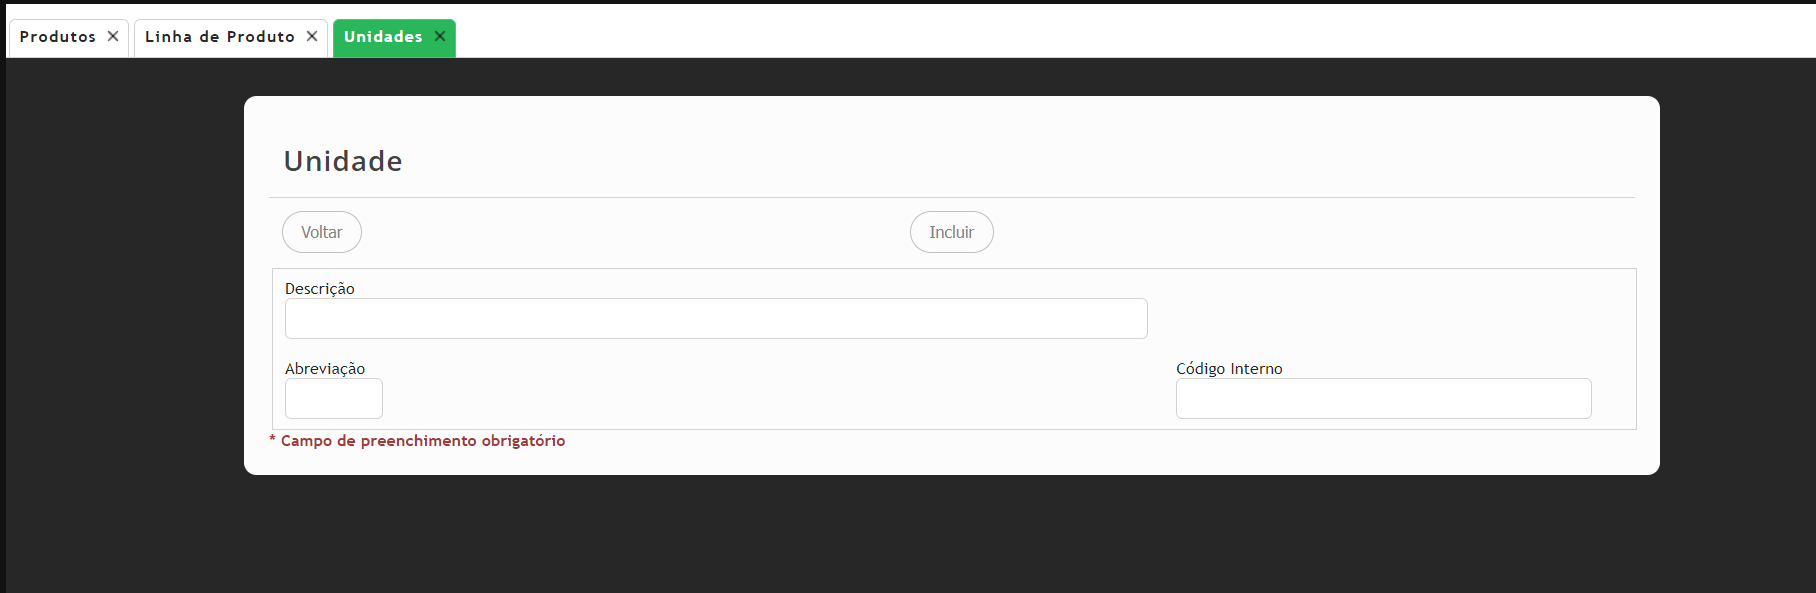 Produtos Linha de Produto Unidades
Unidade
Voltar Incluir
Descrição
Abreviação Código Interno
* Campo de preenchimento obrigatório